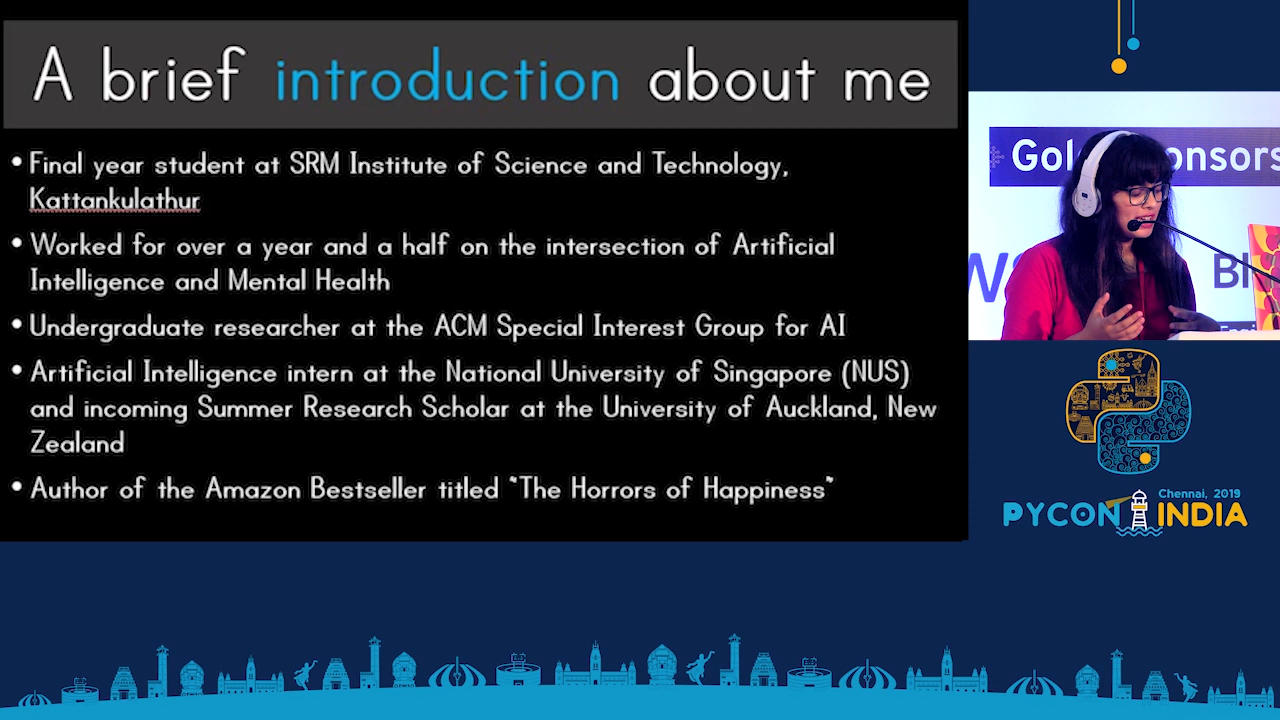 A brief introduction about me
• Final year student at SRM Institute of Science and Technology,
Kattankulathur
• Worked for over a year and a half on the intersection of Artificial
Intelligence and Mental Health
• Undergraduate researcher at the ACM Special Interest Group for AI
• Artificial Intelligence intern at the National University of Singapore (NUS)
and incoming Summer Research Scholar at the University of Auckland, New
Zealand
• Author of the Amazon Bestseller titled "The Horrors of Happiness"
Chennai, 2019
PYCON INDIA